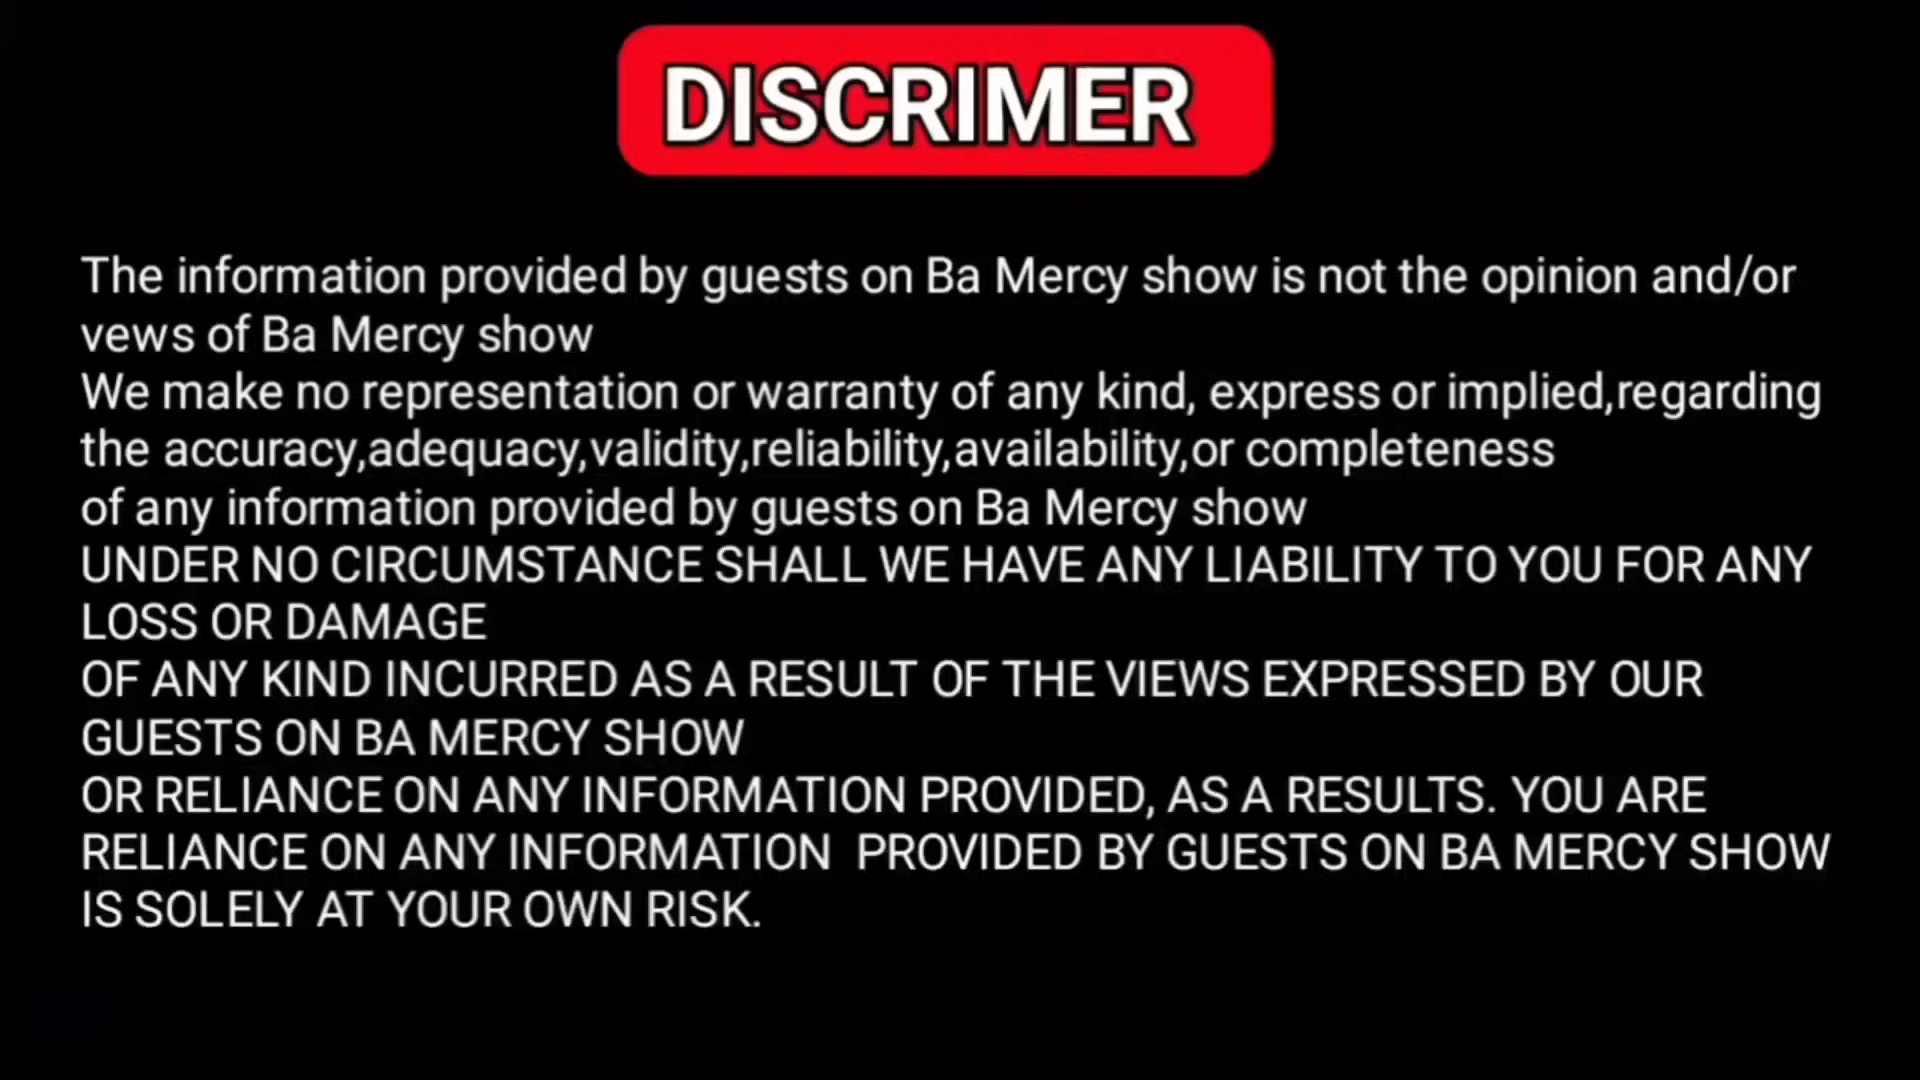 DISCRIMER
The information provided by guests on Ba Mercy show is not the opinion and/or
vews of Ba Mercy show
We make no representation or warranty of any kind, express or implied,regarding
the accuracy,adequacy,validity,reliability,availability,or completeness
of any information provided by guests on Ba Mercy show
UNDER NO CIRCUMSTANCE SHALL WE HAVE ANY LIABILITY TO YOU FOR ANY
LOSS OR DAMAGE
OF ANY KIND INCURRED AS A RESULT OF THE VIEWS EXPRESSED BY OUR
GUESTS ON BA MERCY SHOW
OR RELIANCE ON ANY INFORMATION PROVIDED, AS A RESULTS. YOU ARE
RELIANCE ON ANY INFORMATION  PROVIDED BY GUESTS ON BA MERCY SHOW
IS SOLELY AT YOUR OWN RISK.